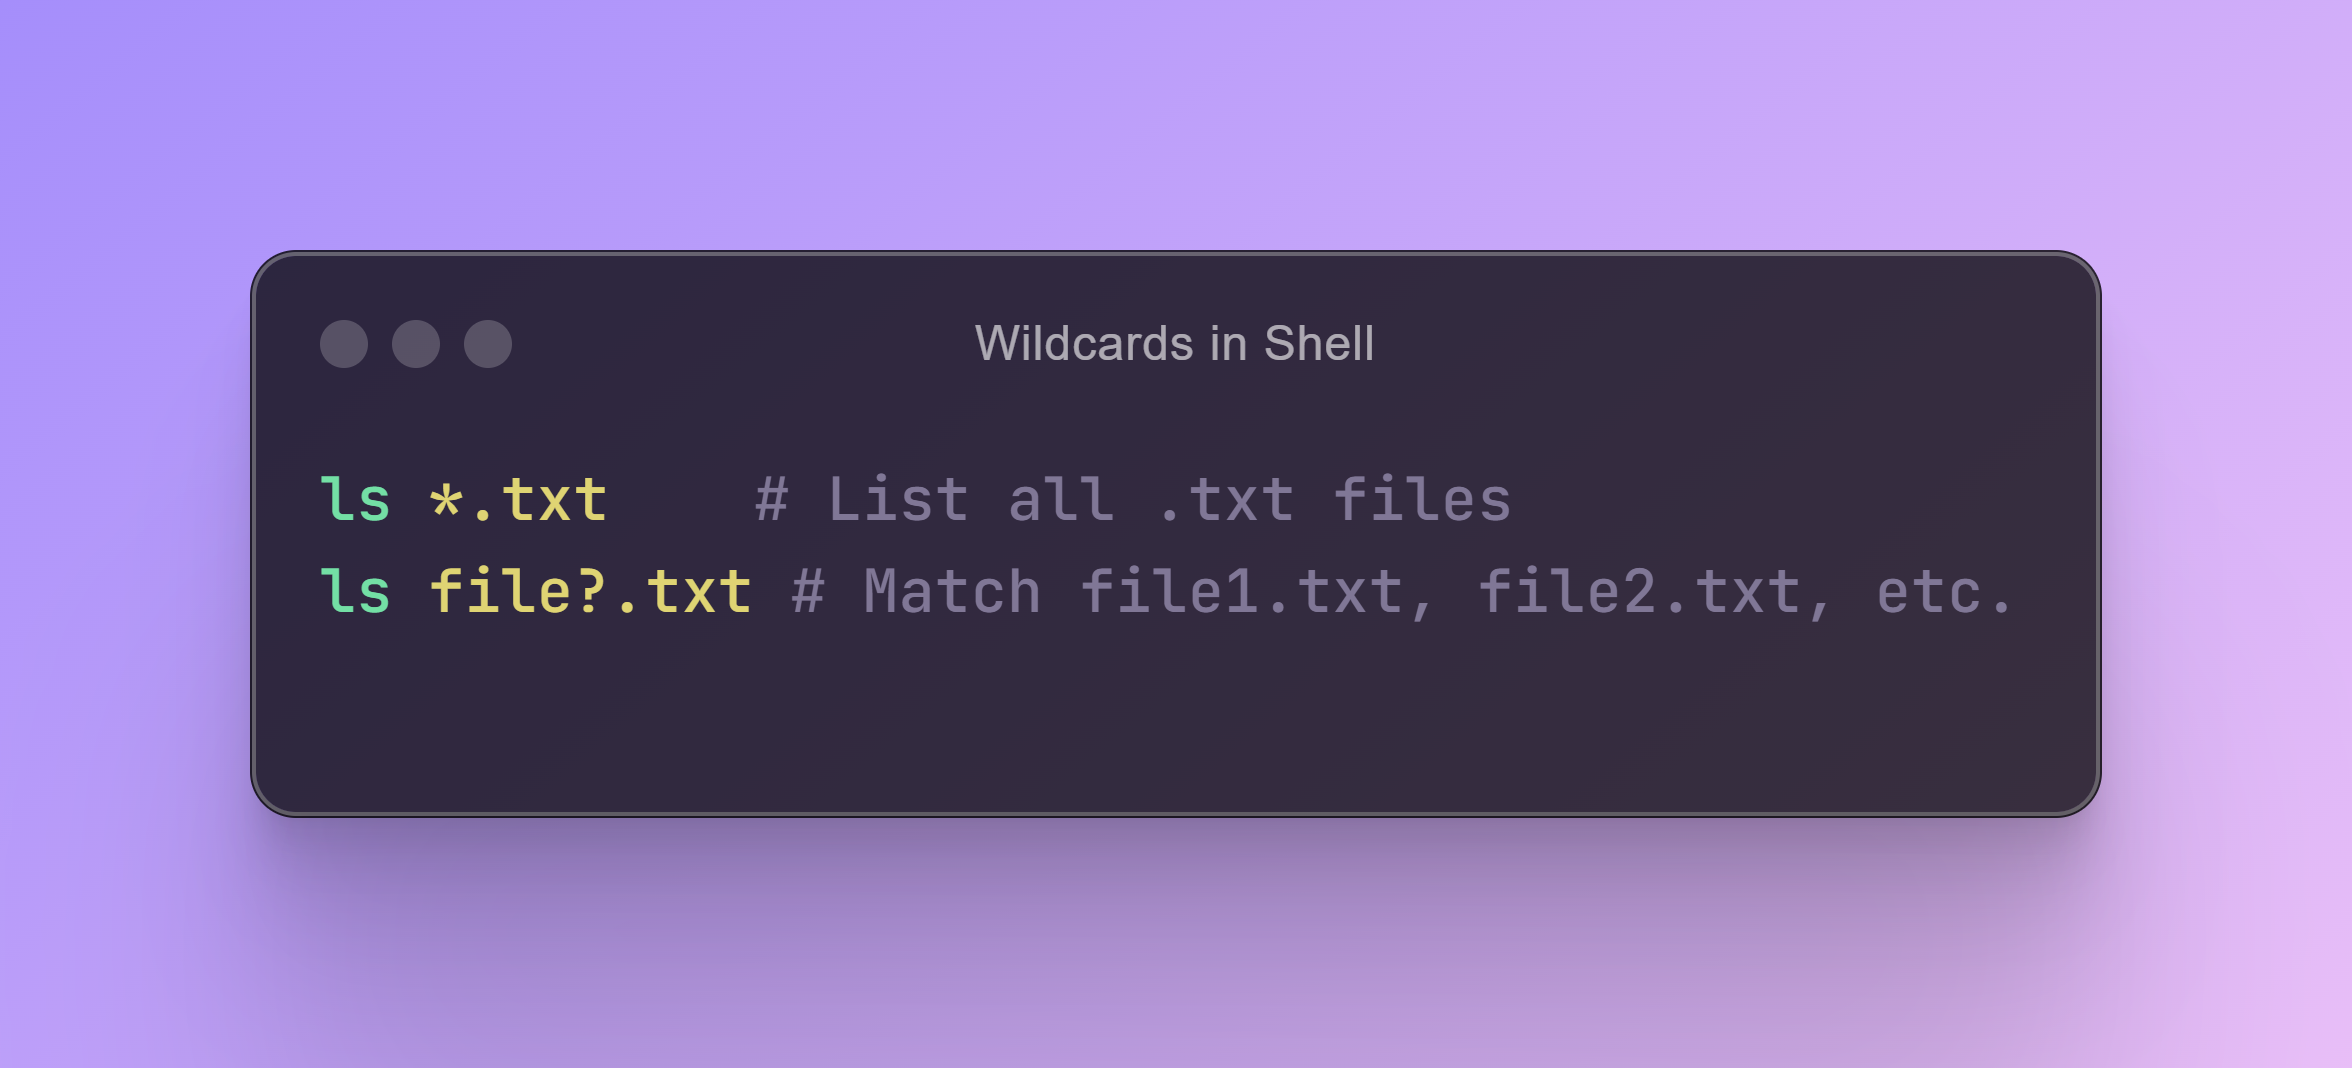 Wildcards in Shell
ls *.txt    # List all .txt files
ls file?.txt # Match file1.txt, file2.txt, etc.